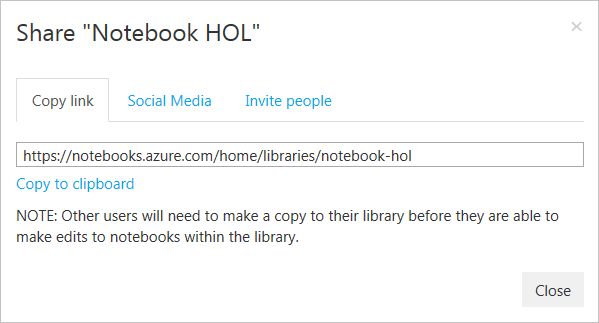 Share "Notebook HOL"
×
Copy link Social Media Invite people
https://notebooks.azure.com/home/libraries/notebook-hol
Copy to clipboard
NOTE: Other users will need to make a copy to their library before they are able to
make edits to notebooks within the library.
Close